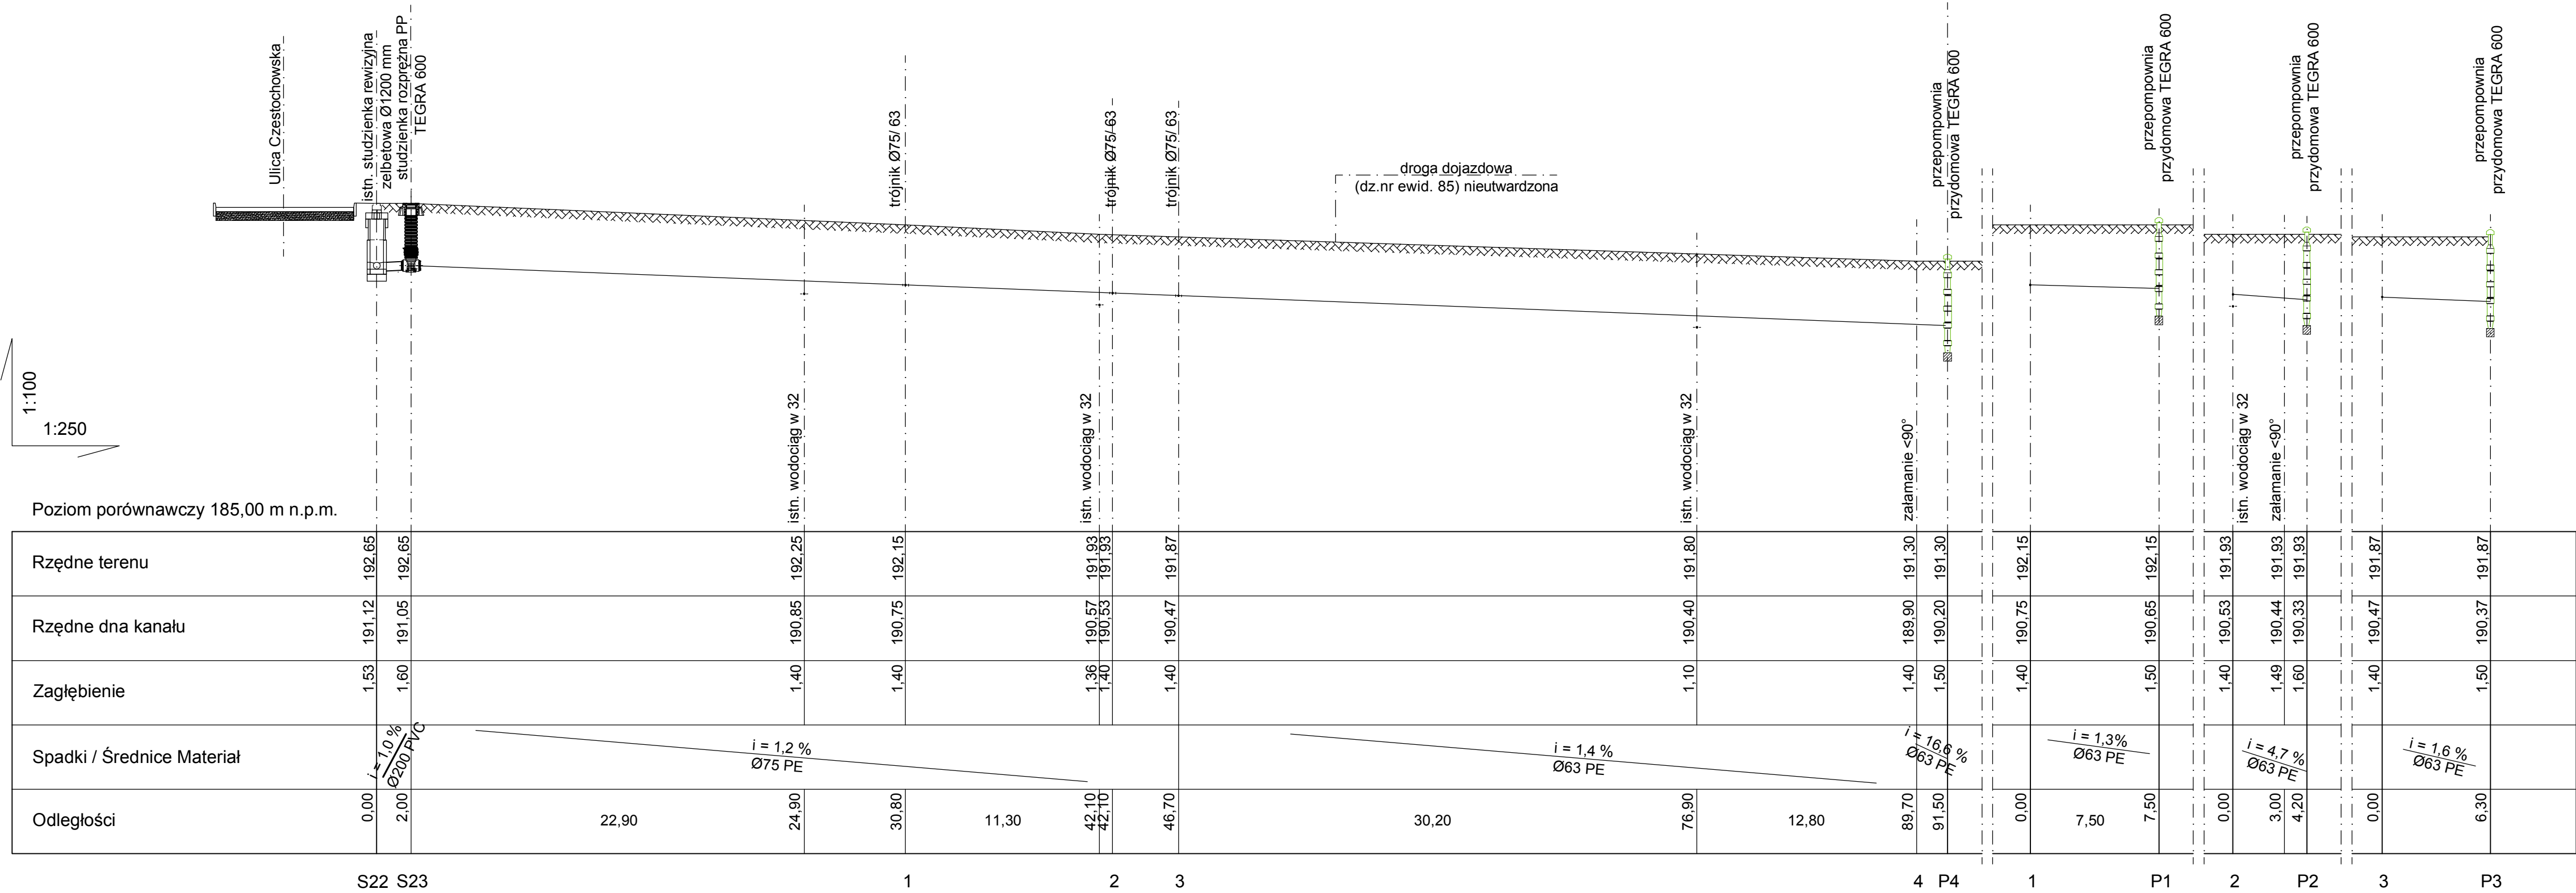 Ulica Czestochowska
istn. studzienka rewizyjna
żelbetowa Ø1200 mm
studzienka rozprężna PP
TEGRA 600
trójnik Ø75/ 63
trójnik Ø75/ 63
trójnik Ø75/ 63
droga dojazdowa
(dz.nr ewid. 85) nieutwardzona
przepompownia
przydomowa TEGRA 600
przepompownia
przydomowa TEGRA 600
przepompownia
przydomowa TEGRA 600
przepompownia
przydomowa TEGRA 600
1:100
1:250
istn. wodociąg w 32
istn. wodociąg w 32
istn. wodociąg w 32
załamanie <90°
istn. wodociąg w 32
załamanie <90°
Poziom porównawczy 185,00 m n.p.m.
Rzędne terenu 192,65 192,65 192,25 192,15 191,93 191,93 191,87 191,80 191,30 191,30 192,15 192,15 191,93 191,93 191,93 191,87 191,87
Rzędne dna kanału 191,12 191,05 190,85 190,75 190,57 190,53 190,47 190,40 189,90 190,20 190,75 190,65 190,53 190,44 190,33 190,47 190,37
Zagłębienie 1,53 1,60 1,40 1,40 1,36 1,40 1,40 1,10 1,40 1,50 1,40 1,50 1,40 1,49 1,60 1,40 1,50
Spadki / Średnice Materiał
i = 1,0 %
Ø200 PVC
i = 1,2 %
Ø75 PE
i = 1,4 %
Ø63 PE
i = 16,6 %
Ø63 PE
i = 1,3%
Ø63 PE
i = 4,7 %
Ø63 PE
i = 1,6 %
Ø63 PE
Odległości 0,00 2,00 22,90 24,90 30,80 11,30 42,10 42,10 46,70 30,20 76,90 12,80 89,70 91,50 0,00 7,50 7,50 0,00 3,00 4,20 0,00 6,30
S22 S23 1 2 3 4 P4 1 P1 2 P2 3 P3